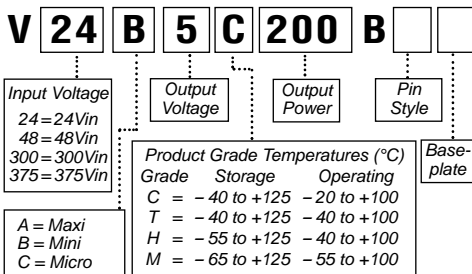 V 24 B 5 C 200 B
Input Voltage
24 = 24Vin
48 = 48Vin
300 = 300Vin
375 = 375Vin
Output
Voltage
Output
Power
Pin
Style
Base-
plate
Product Grade Temperatures (°C)
Grade Storage Operating
C = – 40 to +125 – 20 to +100
T = – 40 to +125 – 40 to +100
H = – 55 to +125 – 40 to +100
M = – 65 to +125 – 55 to +100
A = Maxi
B = Mini
C = Micro